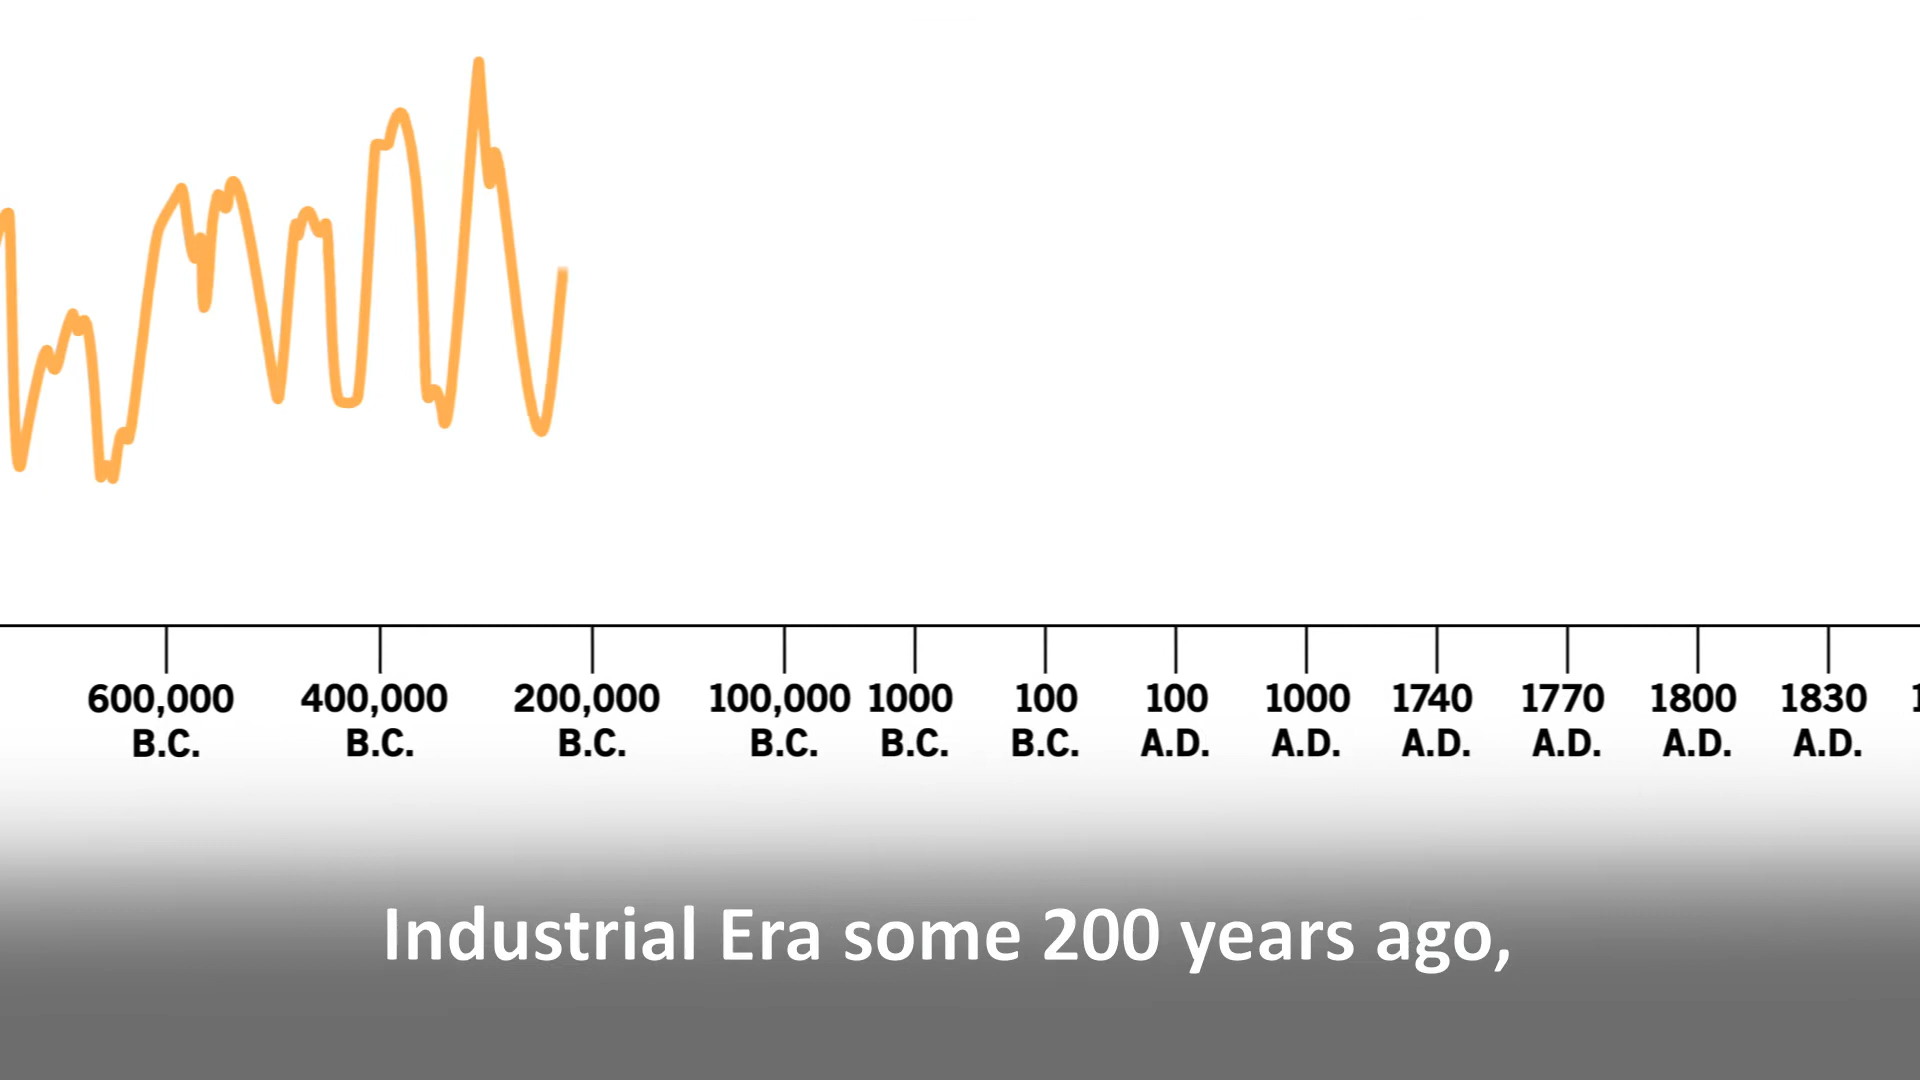 600,000 400,000 200,000 100,000 1000 100 100 1000 1740 1770 1800 1830
B.C. B.C. B.C. B.C. B.C. B.C. A.D. A.D. A.D. A.D. A.D. A.D.
Industrial Era some 200 years ago,